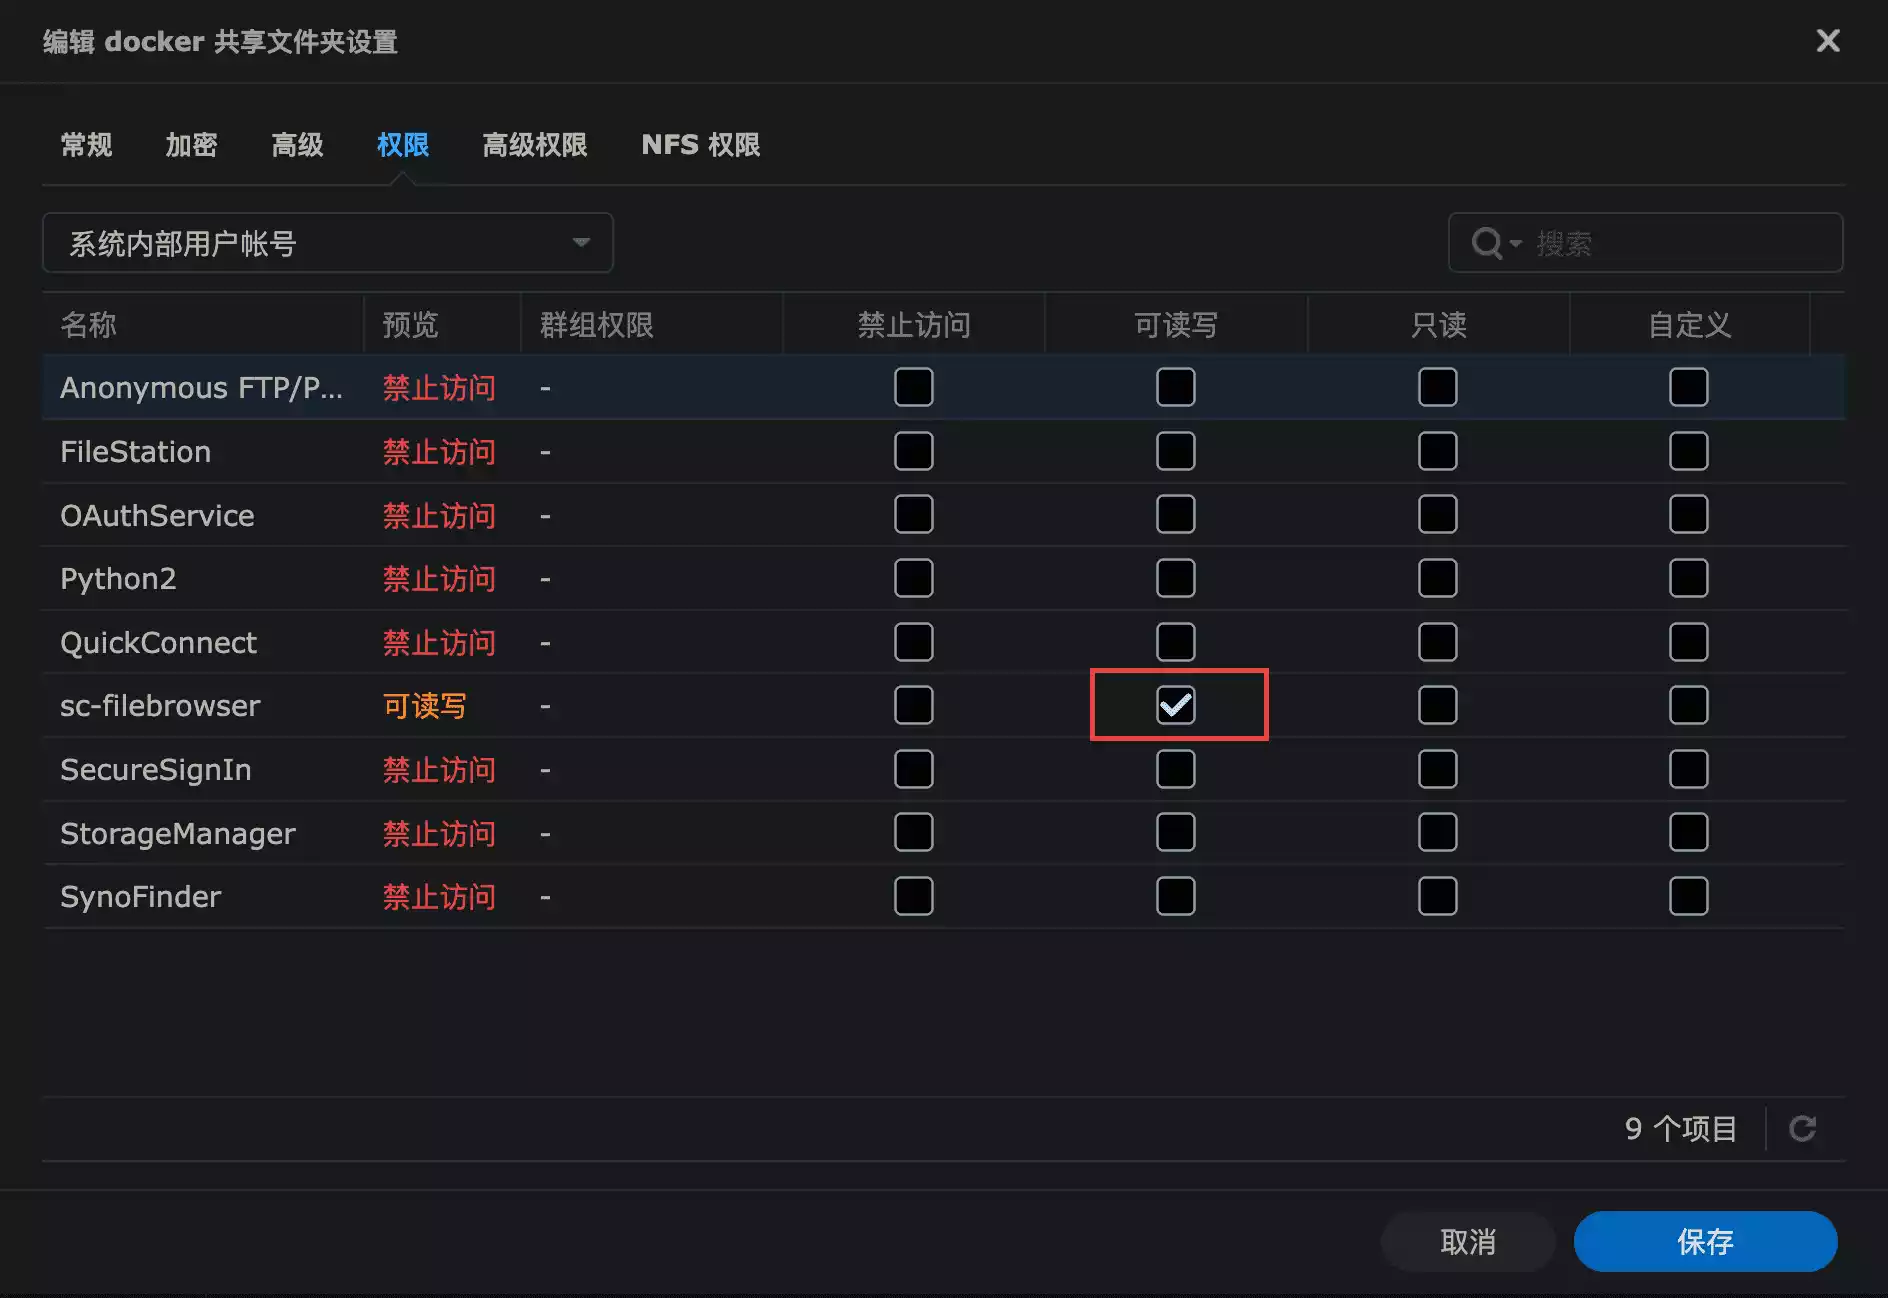 编辑 docker 共享文件夹设置
常规 加密 高级 权限 高级权限 NFS 权限
系统内部用户帐号 搜索
名称 预览 群组权限 禁止访问 可读写 只读 自定义
Anonymous FTP/P... 禁止访问 -
FileStation 禁止访问 -
OAuthService 禁止访问 -
Python2 禁止访问 -
QuickConnect 禁止访问 -
sc-filebrowser 可读写 -
SecureSignIn 禁止访问 -
StorageManager 禁止访问 -
SynoFinder 禁止访问 -
9 个项目
取消 保存